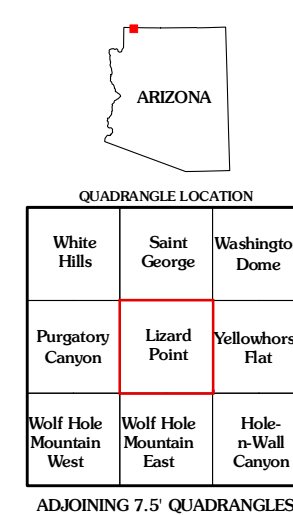 ARIZONA
QUADRANGLE LOCATION
White Hills
Saint George
Washingto Dome
Purgatory Canyon
Lizard Point
Yellowhors Flat
Wolf Hole Mountain West
Wolf Hole Mountain East
Hole-n-Wall Canyon
ADJOINING 7.5' QUADRANGLES